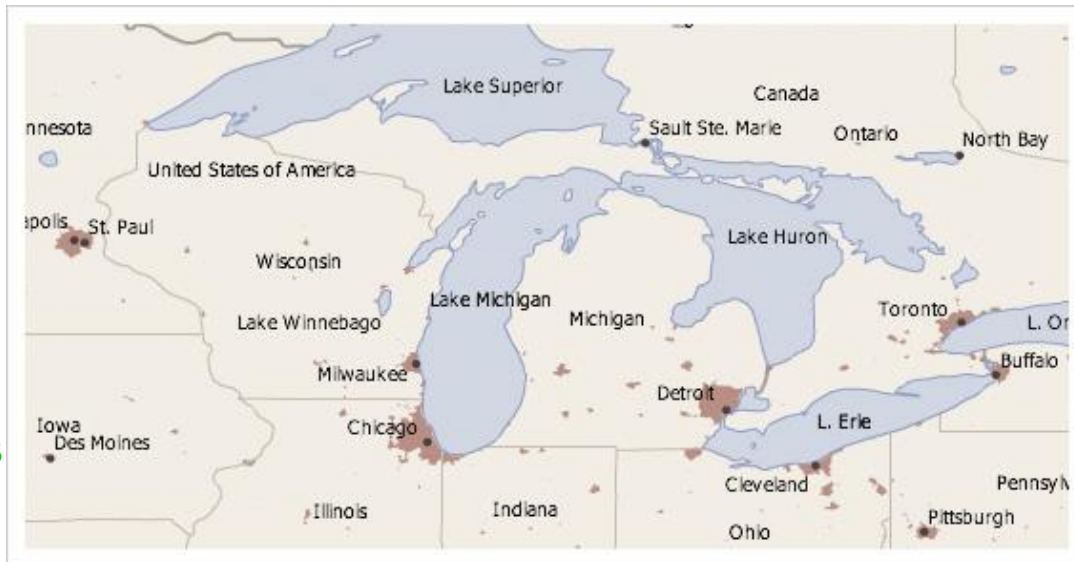 Lake Superior
Canada
nnesota
Sault Ste. Marie
Ontario
North Bay
United States of America
apolis
St. Paul
Lake Huron
Wisconsin
Lake Michigan
Toronto
Lake Winnebago
Michigan
L. Or
Milwaukee
Buffalo
Detroit
Chicago
L. Erie
Iowa
Des Moines
Cleveland
Pennsylv
Illinois
Indiana
Pittsburgh
Ohio